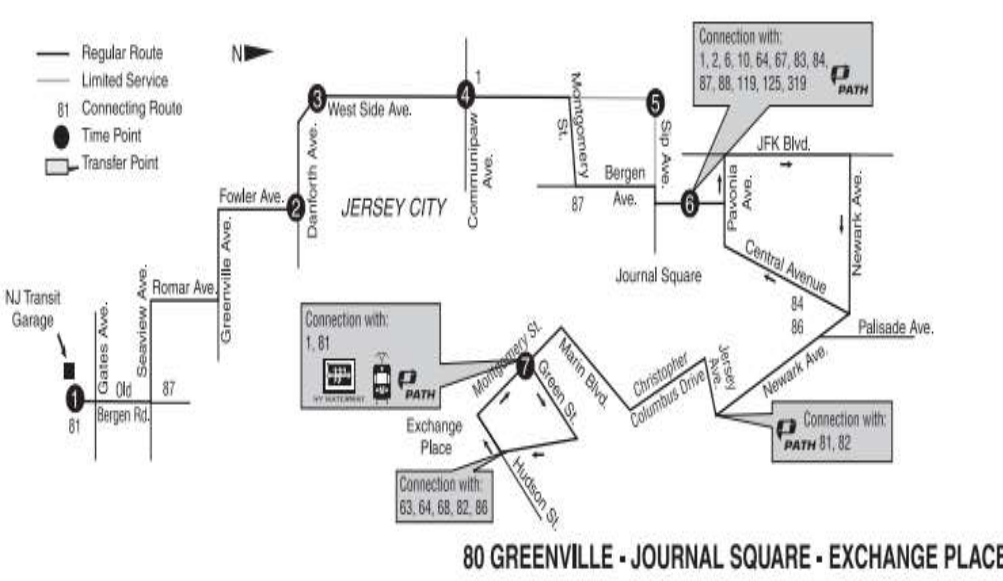 Regular Route
Limited Service
81 Connecting Route
Time Point
Transfer Point
N
Connection with:
1, 2, 6, 10, 64, 67, 83, 84,
87, 88, 119, 125, 319
PATH
3
West Side Ave.
4
1
Communipaw
Ave.
Montgomery
St.
5
Sip Ave.
JFK Blvd.
Fowler Ave.
2
Danforth Ave.
JERSEY CITY
87
Bergen
Ave.
6
Pavonia
Ave.
Newark Ave.
Central Avenue
Journal Square
Greenville Ave.
Romar Ave.
Seaview Ave.
Gates Ave.
NJ Transit
Garage
1
81
Old
Bergen Rd.
87
84
86
Palisade Ave.
Newark Ave.
Jersey
Ave.
Christopher
Columbus Drive
Marin Blvd.
Montgomery St.
7
Green St.
Connection with:
1, 81
NY WATERWAY
PATH
Exchange
Place
Hudson St.
Connection with:
63, 64, 68, 82, 86
Connection with:
PATH 81, 82
80 GREENVILLE - JOURNAL SQUARE - EXCHANGE PLACE